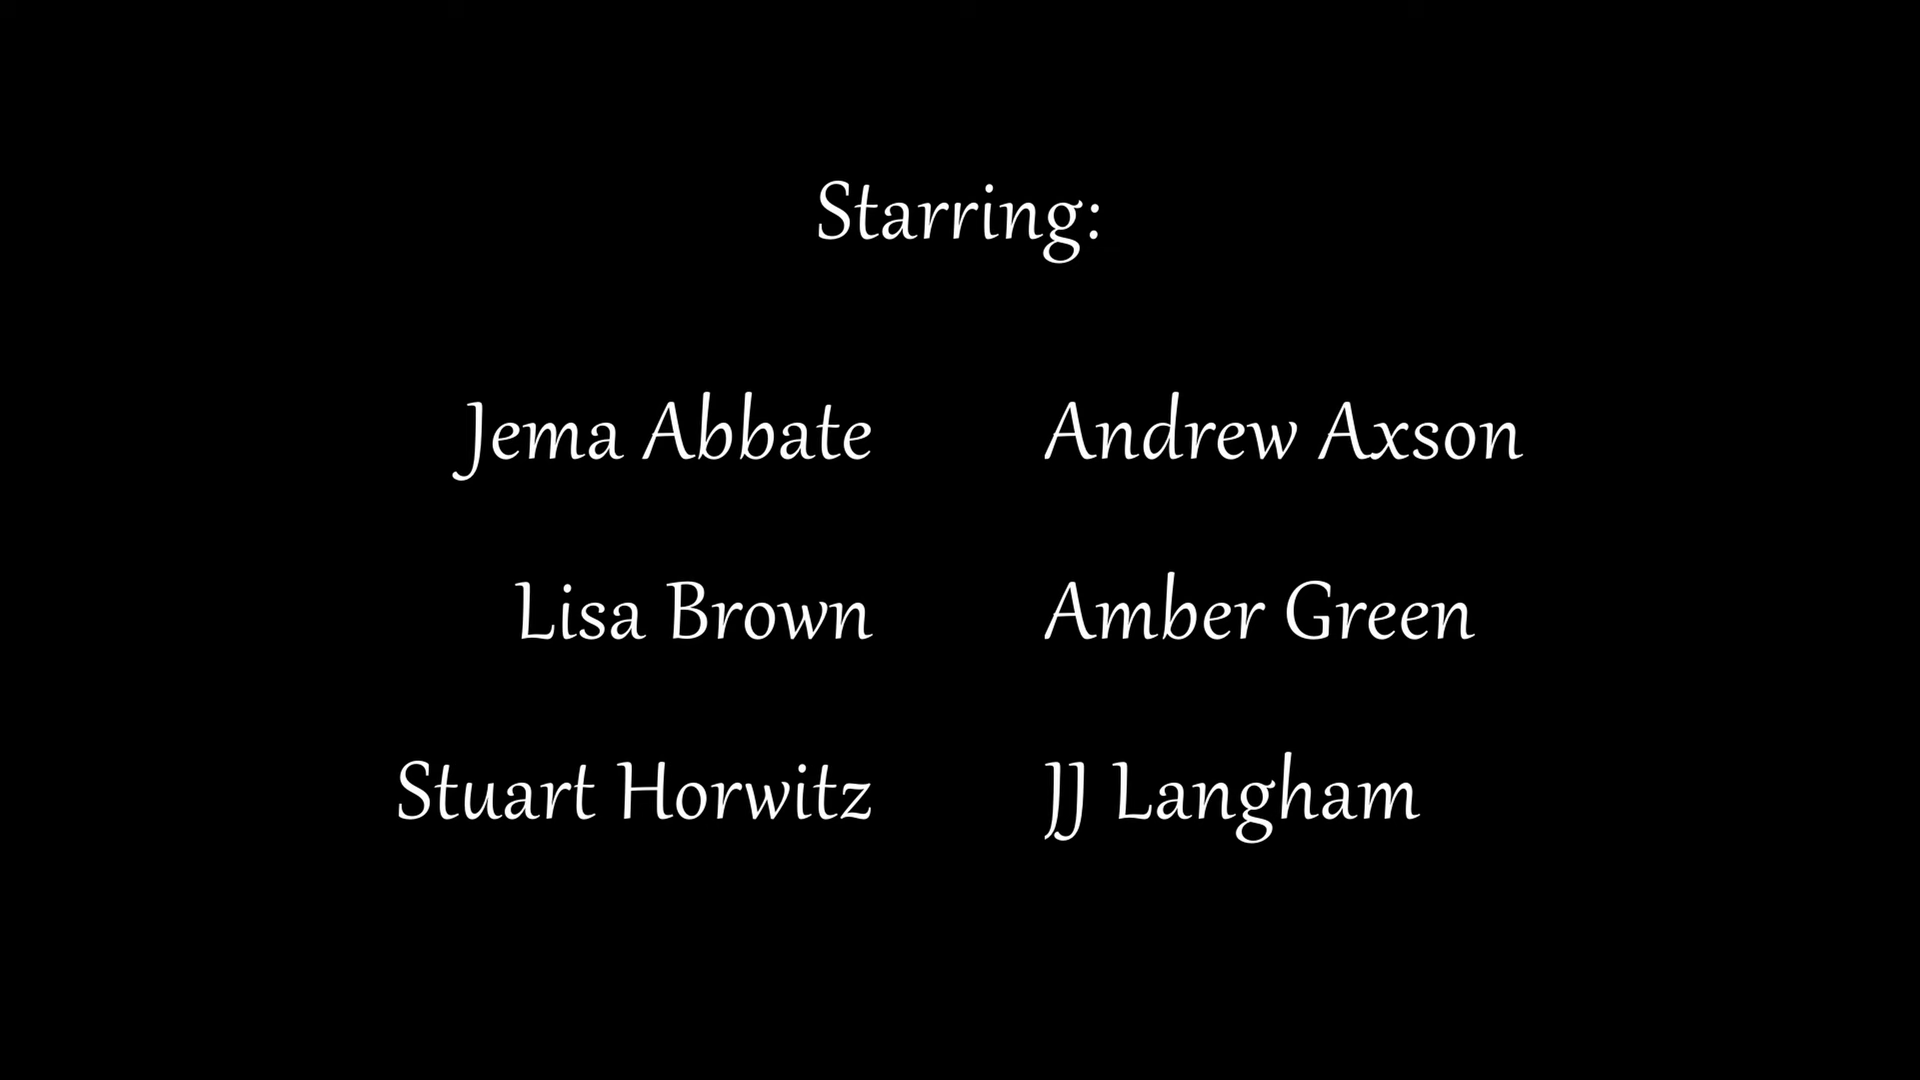 Starring:
Jema Abbate Andrew Axson
Lisa Brown Amber Green
Stuart Horwitz JJ Langham